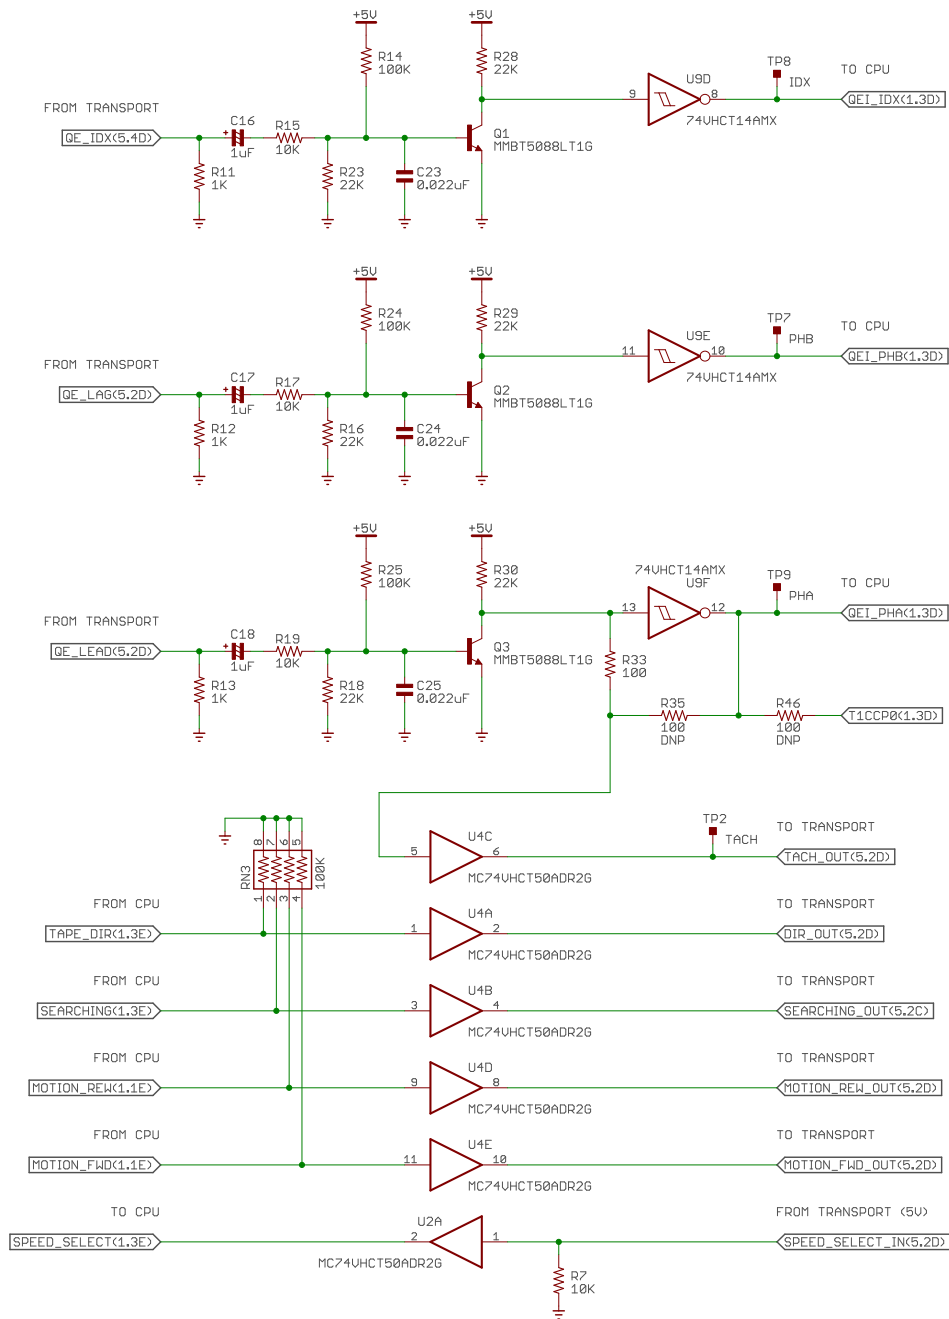 +5V
+5V
R14
100K
R28
22K
TP8
IDX
TO CPU
U9D
9
8
QEI_IDX(1.3D)
74VHCT14AMX
FROM TRANSPORT
QE_IDX(5.4D)
+
C16
1uF
R15
10K
Q1
MMBT5088LT1G
R11
1K
R23
22K
C23
0.022uF
+5V
+5V
R24
100K
R29
22K
TP7
PHB
TO CPU
U9E
11
10
QEI_PHB(1.3D)
74VHCT14AMX
FROM TRANSPORT
QE_LAG(5.2D)
+
C17
1uF
R17
10K
Q2
MMBT5088LT1G
R12
1K
R16
22K
C24
0.022uF
+5V
+5V
R25
100K
R30
22K
74VHCT14AMX
U9F
TP9
PHA
TO CPU
13
12
QEI_PHA(1.3D)
FROM TRANSPORT
QE_LEAD(5.2D)
+
C18
1uF
R19
10K
Q3
MMBT5088LT1G
R33
100
R13
1K
R18
22K
C25
0.022uF
R35
100
DNP
R46
100
DNP
T1CCP0(1.3D)
8
7
6
5
RN3
100K
1
2
3
4
U4C
5
6
MC74VHCT50ADR2G
TP2
TACH
TO TRANSPORT
TACH_OUT(5.2D)
FROM CPU
TAPE_DIR(1.3E)
U4A
1
2
MC74VHCT50ADR2G
TO TRANSPORT
DIR_OUT(5.2D)
FROM CPU
SEARCHING(1.3E)
U4B
3
4
MC74VHCT50ADR2G
TO TRANSPORT
SEARCHING_OUT(5.2C)
FROM CPU
MOTION_REW(1.1E)
U4D
9
8
MC74VHCT50ADR2G
TO TRANSPORT
MOTION_REW_OUT(5.2D)
FROM CPU
MOTION_FWD(1.1E)
U4E
11
10
MC74VHCT50ADR2G
TO TRANSPORT
MOTION_FWD_OUT(5.2D)
TO CPU
SPEED_SELECT(1.3E)
U2A
2
1
MC74VHCT50ADR2G
FROM TRANSPORT (5V)
SPEED_SELECT_IN(5.2D)
R7
10K